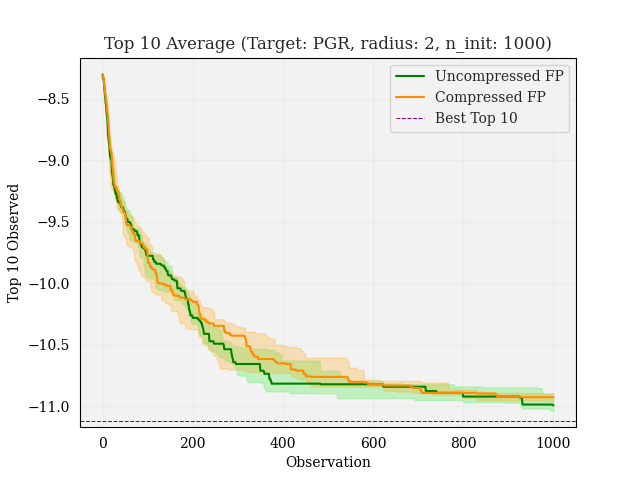 Top 10 Average (Target: PGR, radius: 2, n_init: 1000)
Uncompressed FP
Compressed FP
Best Top 10
Top 10 Observed
−8.5
−9.0
−9.5
−10.0
−10.5
−11.0
0 200 400 600 800 1000
Observation